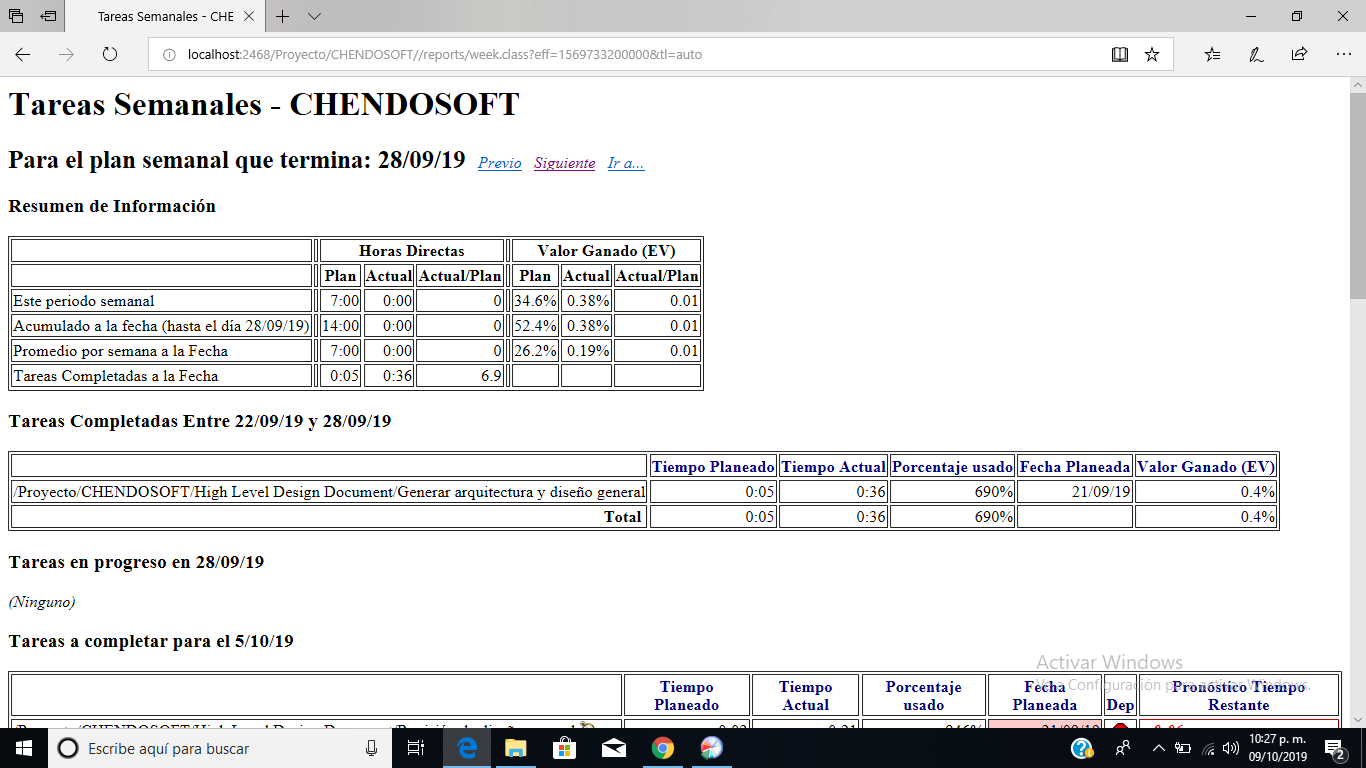 Tareas Semanales - CHE
localhost:2468/Proyecto/CHENDOSOFT//reports/week.class?eff=1569733200000&tl=auto
Tareas Semanales - CHENDOSOFT
Para el plan semanal que termina: 28/09/19 Previo Siguiente Ir a...
Resumen de Información
Horas Directas Valor Ganado (EV)
Plan Actual Actual/Plan Plan Actual Actual/Plan
Este periodo semanal 7:00 0:00 0 34.6% 0.38% 0.01
Acumulado a la fecha (hasta el día 28/09/19) 14:00 0:00 0 52.4% 0.38% 0.01
Promedio por semana a la Fecha 7:00 0:00 0 26.2% 0.19% 0.01
Tareas Completadas a la Fecha 0:05 0:36 6.9
Tareas Completadas Entre 22/09/19 y 28/09/19
Tiempo Planeado Tiempo Actual Porcentaje usado Fecha Planeada Valor Ganado (EV)
/Proyecto/CHENDOSOFT/High Level Design Document/Generar arquitectura y diseño general 0:05 0:36 690% 21/09/19 0.4%
Total 0:05 0:36 690% 0.4%
Tareas en progreso en 28/09/19
(Ninguno)
Tareas a completar para el 5/10/19
Activar Windows
Ve a Configuración para activar Windows.
Tiempo Planeado Tiempo Actual Porcentaje usado Fecha Planeada Dep Pronóstico Tiempo Restante
Escribe aquí para buscar
10:27 p. m.
09/10/2019
2